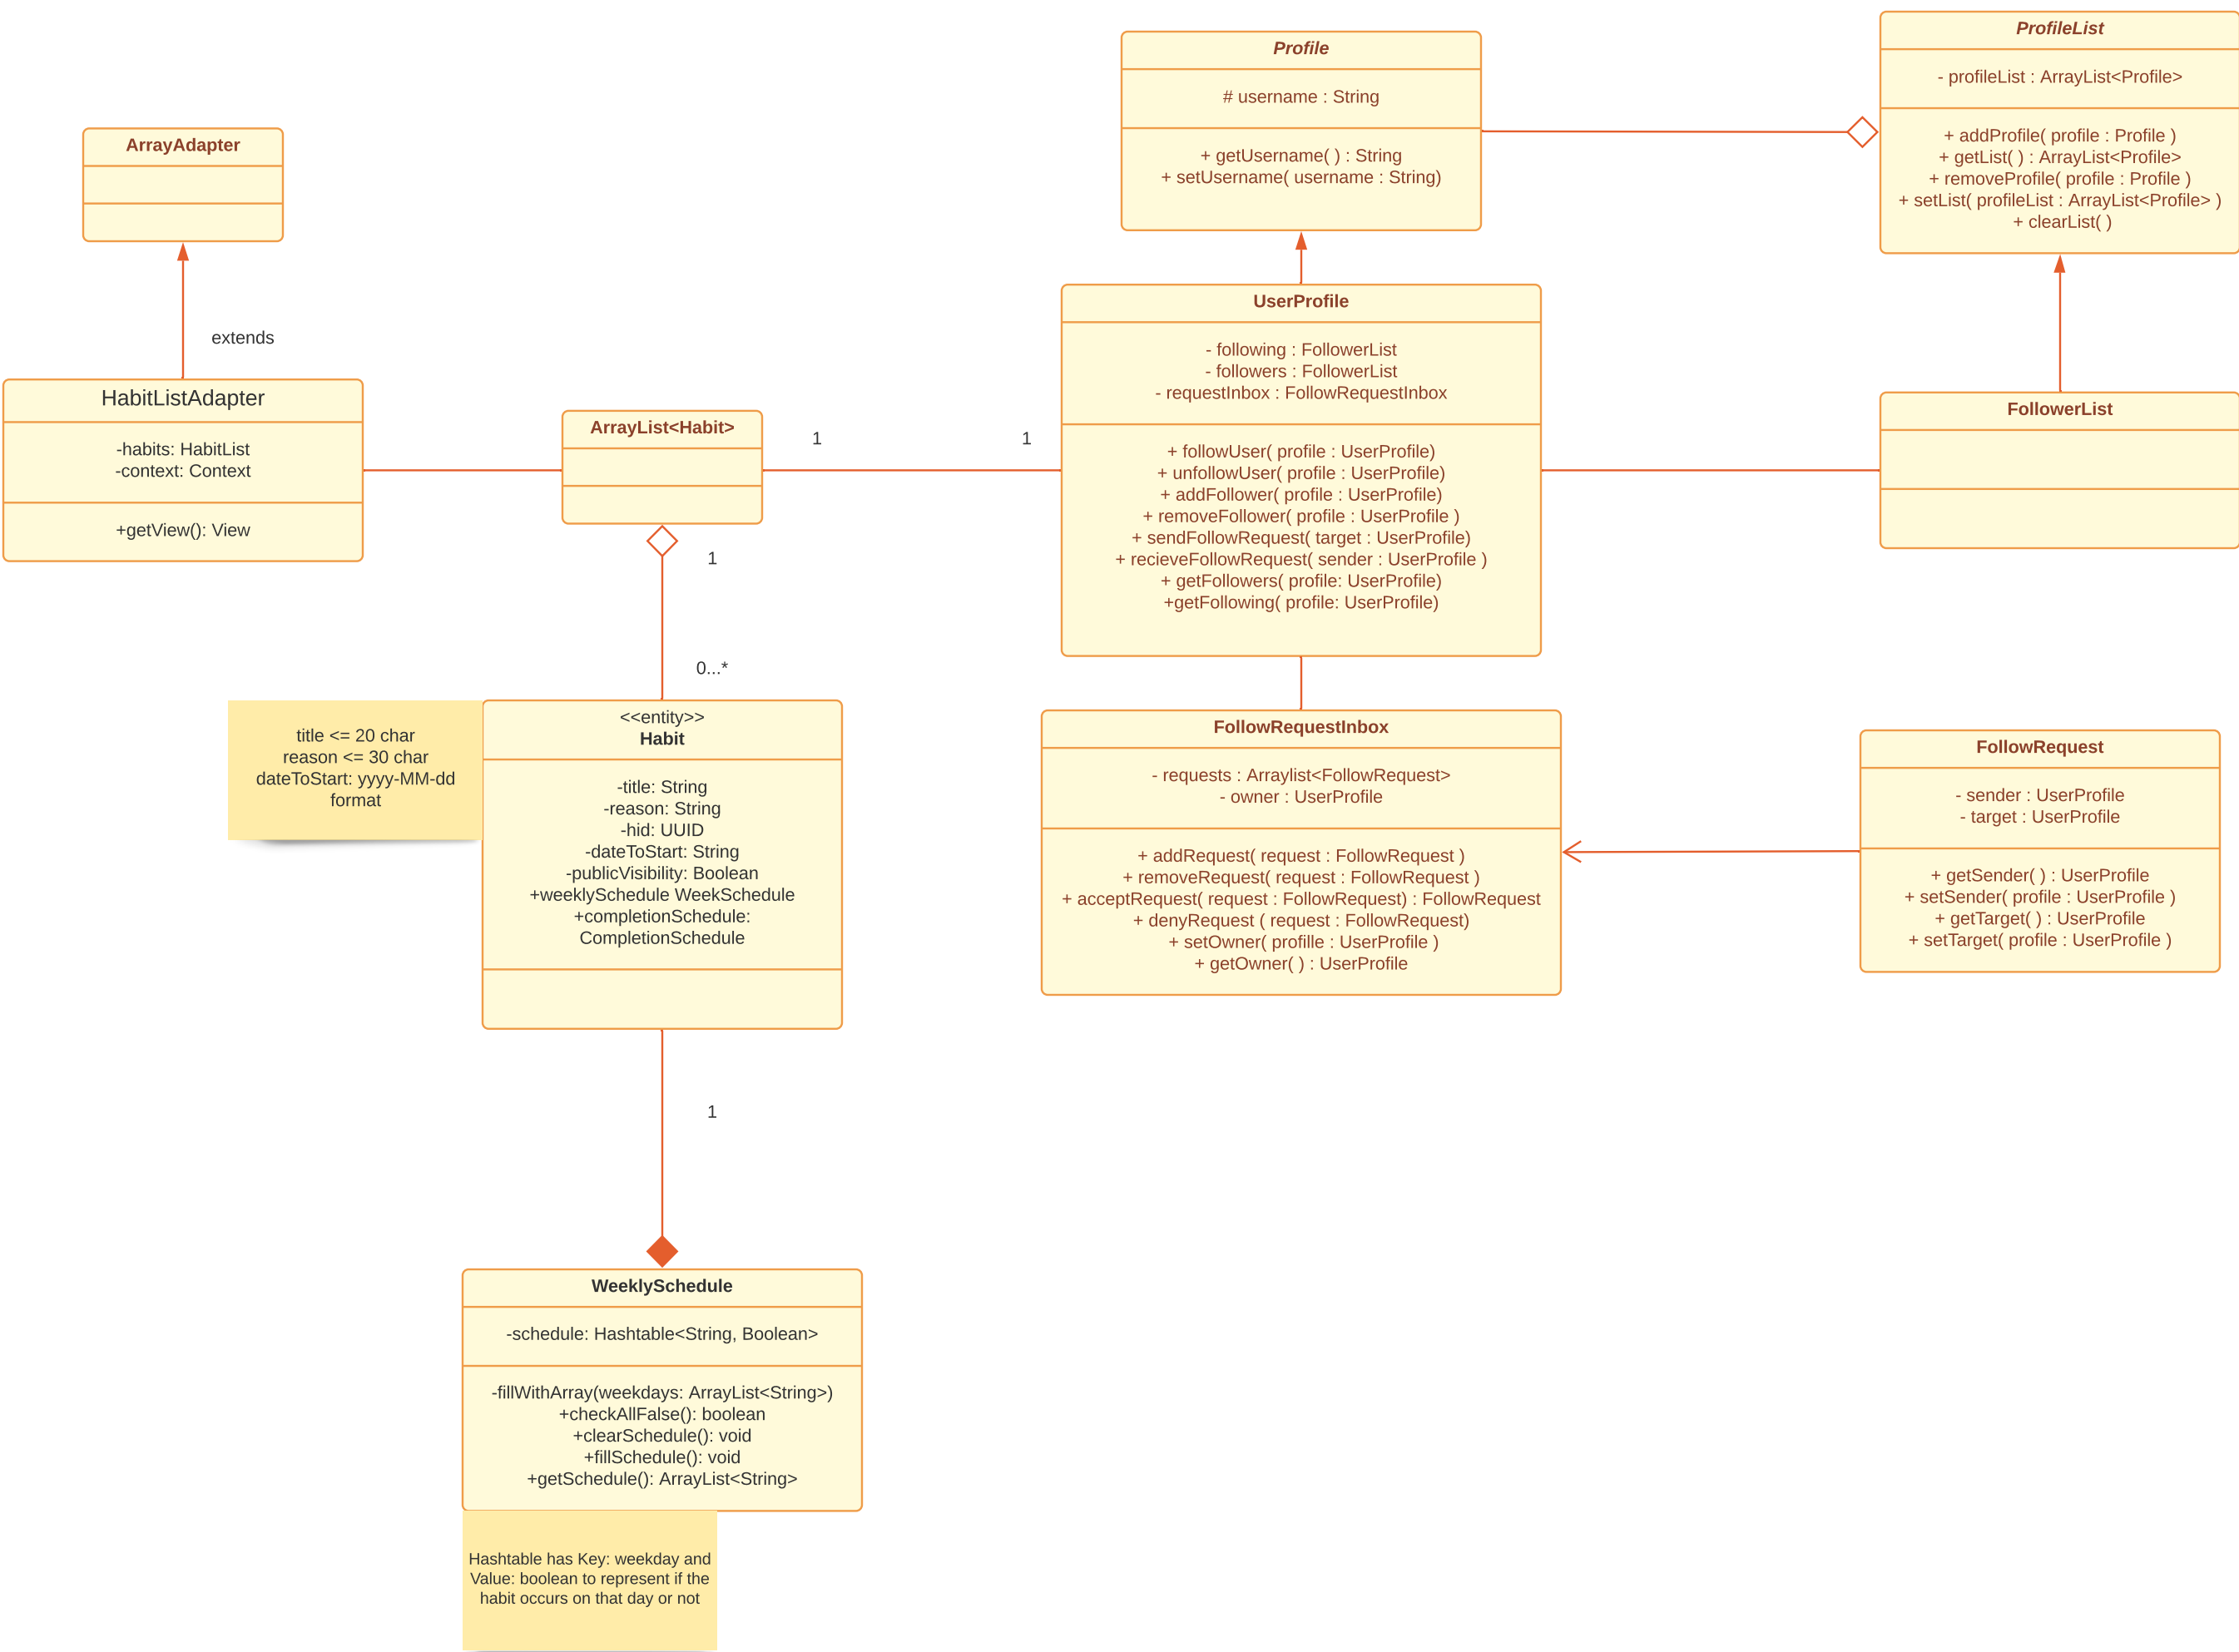 Profile
# username : String
+ getUsername( ) : String
+ setUsername( username : String)
ProfileList
- profileList : ArrayList<Profile>
+ addProfile( profile : Profile )
+ getList( ) : ArrayList<Profile>
+ removeProfile( profile : Profile )
+ setList( profileList : ArrayList<Profile> )
+ clearList( )
ArrayAdapter
extends
HabitListAdapter
-habits: HabitList
-context: Context
+getView(): View
ArrayList<Habit>
1
1
UserProfile
- following : FollowerList
- followers : FollowerList
- requestInbox : FollowRequestInbox
+ followUser( profile : UserProfile)
+ unfollowUser( profile : UserProfile)
+ addFollower( profile : UserProfile)
+ removeFollower( profile : UserProfile )
+ sendFollowRequest( target : UserProfile)
+ recieveFollowRequest( sender : UserProfile )
+ getFollowers( profile: UserProfile)
+getFollowing( profile: UserProfile)
FollowerList
1
0...*
title <= 20 char
reason <= 30 char
dateToStart: yyyy-MM-dd
format
<<entity>>
Habit
-title: String
-reason: String
-hid: UUID
-dateToStart: String
-publicVisibility: Boolean
+weeklySchedule WeekSchedule
+completionSchedule:
CompletionSchedule
FollowRequestInbox
- requests : Arraylist<FollowRequest>
- owner : UserProfile
+ addRequest( request : FollowRequest )
+ removeRequest( request : FollowRequest )
+ acceptRequest( request : FollowRequest) : FollowRequest
+ denyRequest ( request : FollowRequest)
+ setOwner( profille : UserProfile )
+ getOwner( ) : UserProfile
FollowRequest
- sender : UserProfile
- target : UserProfile
+ getSender( ) : UserProfile
+ setSender( profile : UserProfile )
+ getTarget( ) : UserProfile
+ setTarget( profile : UserProfile )
1
WeeklySchedule
-schedule: Hashtable<String, Boolean>
-fillWithArray(weekdays: ArrayList<String>)
+checkAllFalse(): boolean
+clearSchedule(): void
+fillSchedule(): void
+getSchedule(): ArrayList<String>
Hashtable has Key: weekday and
Value: boolean to represent if the
habit occurs on that day or not